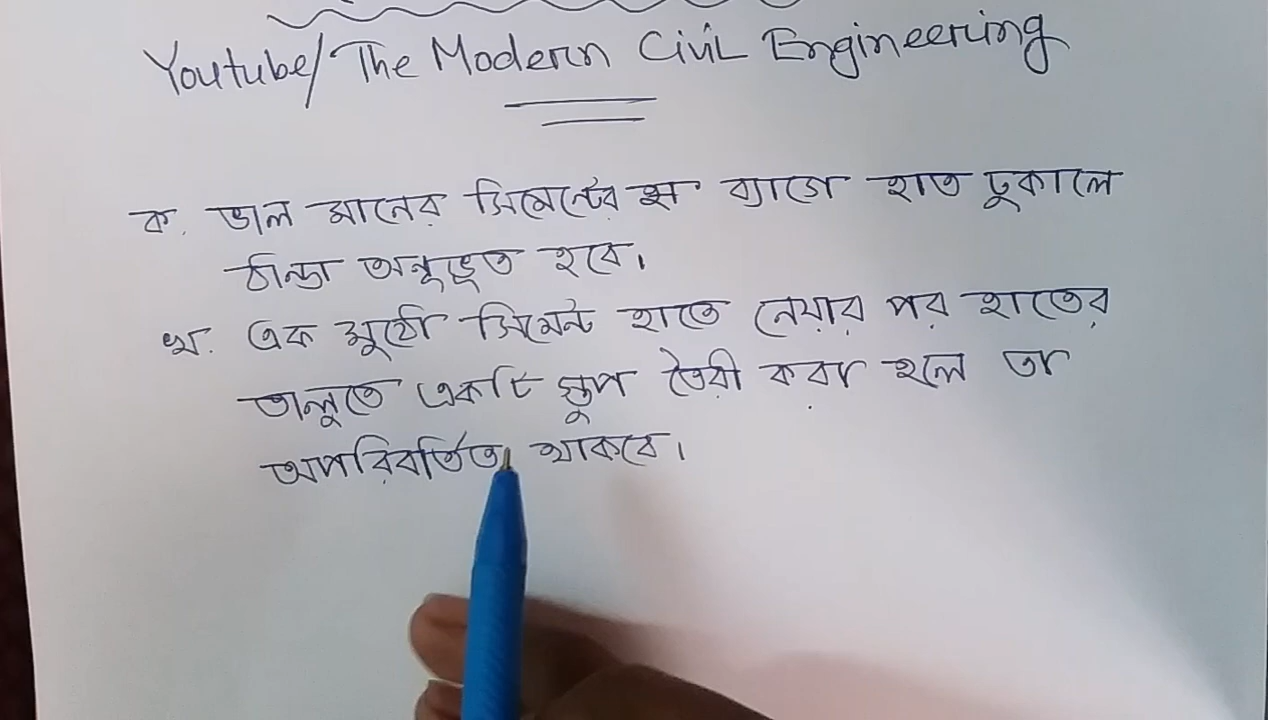 Youtube/The Modern Civil Engineering
ক. ভাল মানের সিমেন্টের ব্যাগে হাত ঢুকালে
ঠান্ডা অনুভূত হবে।
খ. এক মুঠো সিমেন্ট হাতে নেয়ার পর হাতের
তালুতে একটি স্তুপ তৈরী করা হলে তা
অপরিবর্তিত থাকবে।